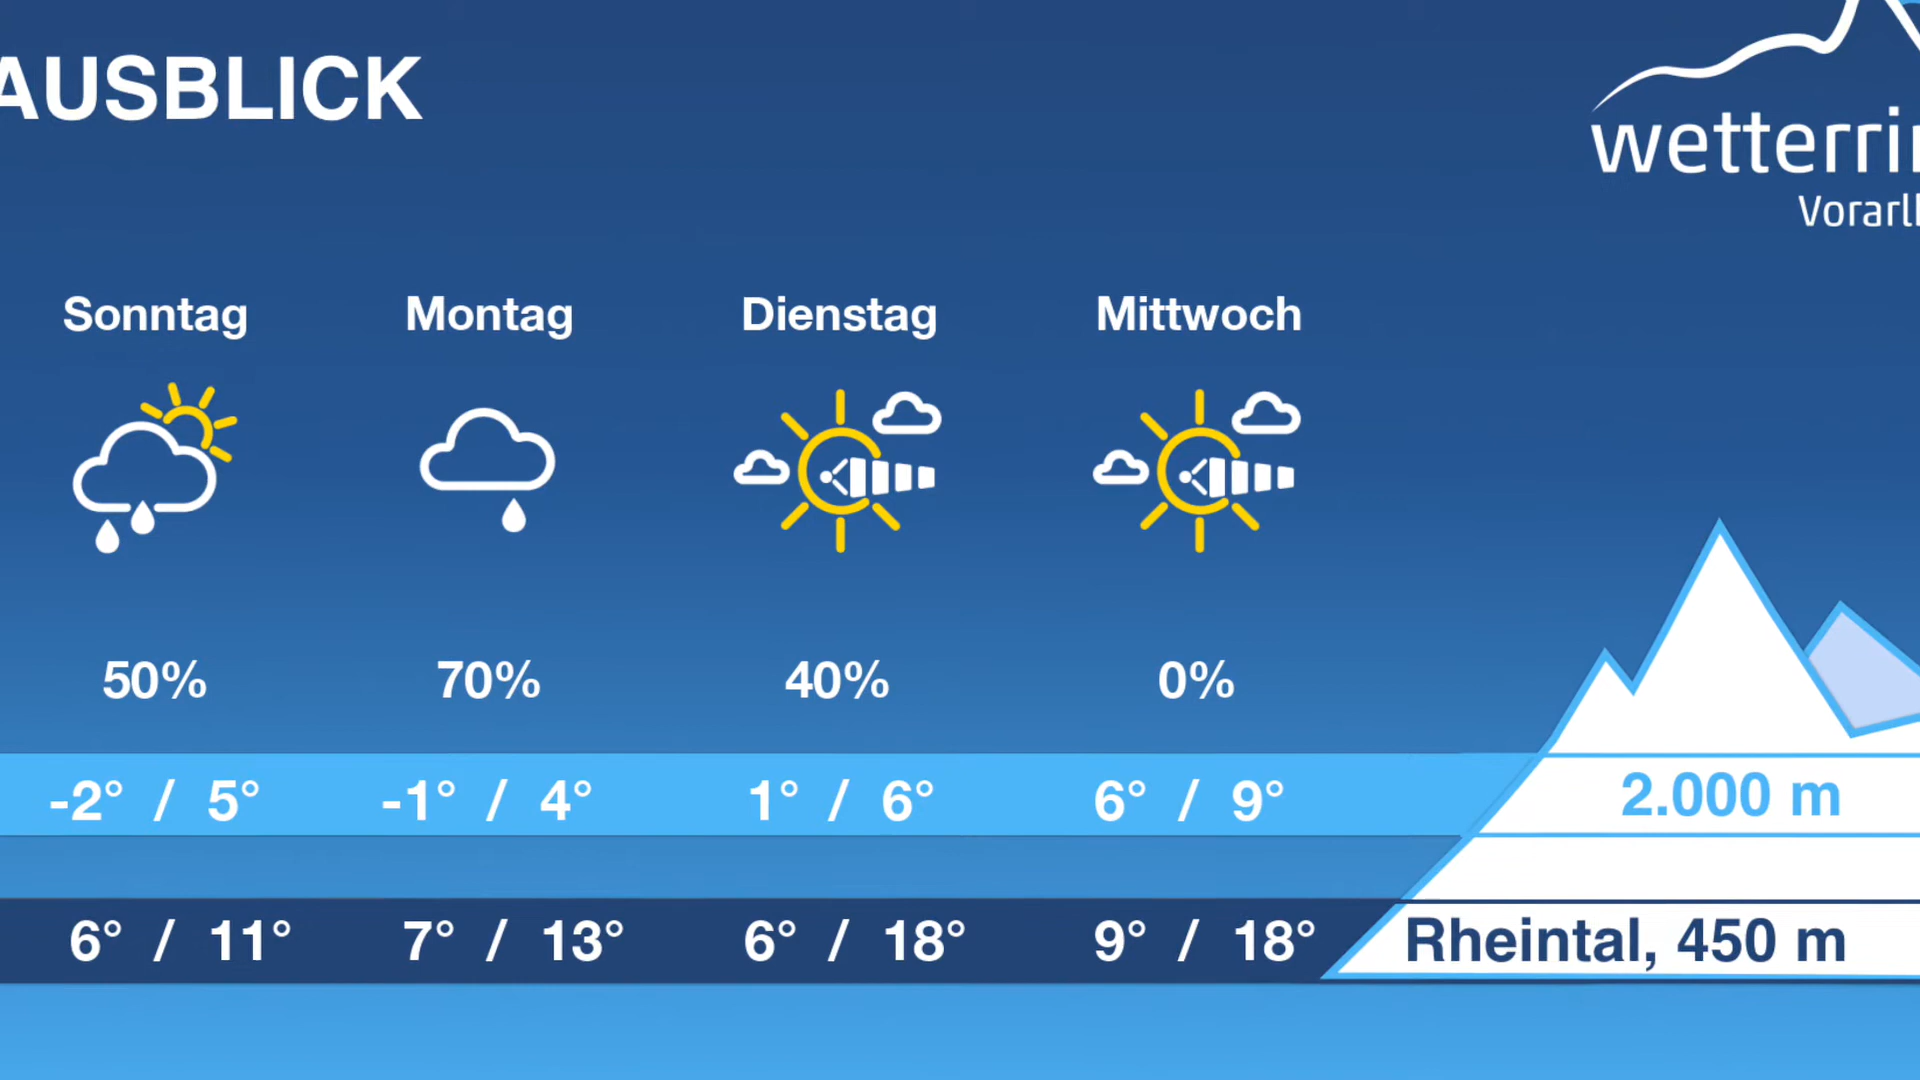 AUSBLICK
wetterri
Vorarl
Sonntag Montag Dienstag Mittwoch
50% 70% 40% 0%
-2° / 5° -1° / 4° 1° / 6° 6° / 9° 2.000 m
6° / 11° 7° / 13° 6° / 18° 9° / 18° Rheintal, 450 m